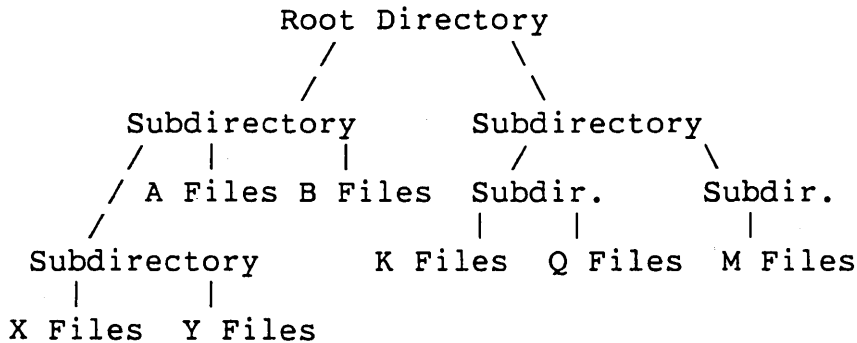 Root Directory
Subdirectory Subdirectory
A Files B Files Subdir. Subdir.
Subdirectory K Files Q Files M Files
X Files Y Files